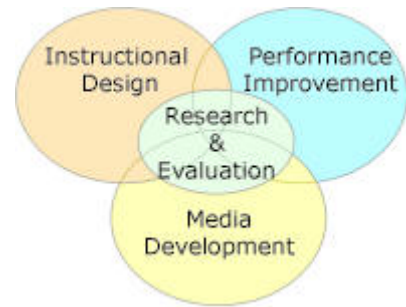 Instructional
Design
Performance
Improvement
Research
&
Evaluation
Media
Development